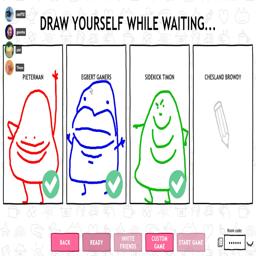 DRAW YOURSELF WHILE WAITING...
PIETERMAN
EGBERT GAMERS
SIDEKICK TIMON
CHESLAND BROWDY
Room code:
BACK
READY
INVITE FRIENDS
CUSTOM GAME
START GAME